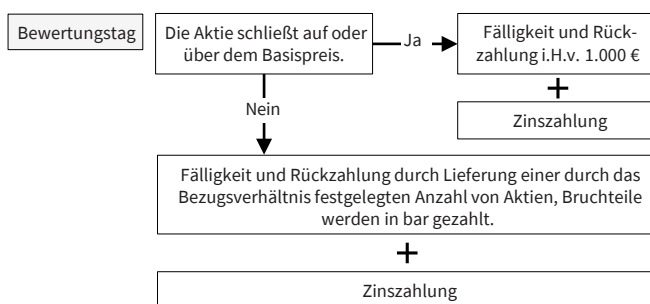 Bewertungstag
Die Aktie schließt auf oder
über dem Basispreis.
Ja
Fälligkeit und Rück-
zahlung i.H.v. 1.000 €
+
Zinszahlung
Nein
Fälligkeit und Rückzahlung durch Lieferung einer durch das
Bezugsverhältnis festgelegten Anzahl von Aktien, Bruchteile
werden in bar gezahlt.
+
Zinszahlung